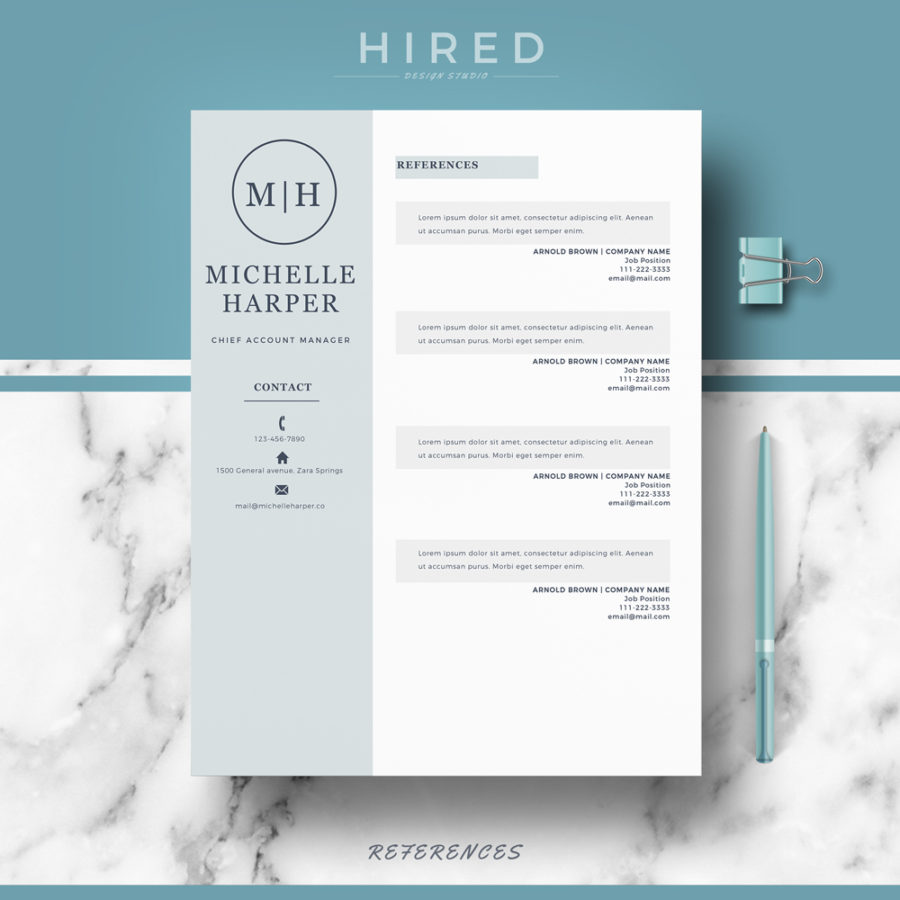 HIRED
DESIGN STUDIO
M|H
MICHELLE
HARPER
CHIEF ACCOUNT MANAGER
CONTACT
123-456-7890
1500 General avenue. Zara Springs
mail@michelleharper.co
REFERENCES
Lorem ipsum dolor sit amet, consectetur adipiscing elit. Aenean
ut accumsan purus. Morbi eget semper enim.
ARNOLD BROWN | COMPANY NAME
Job Position
111-222-3333
email@mail.com
Lorem ipsum dolor sit amet, consectetur adipiscing elit. Aenean
ut accumsan purus. Morbi eget semper enim.
ARNOLD BROWN | COMPANY NAME
Job Position
111-222-3333
email@mail.com
Lorem ipsum dolor sit amet, consectetur adipiscing elit. Aenean
ut accumsan purus. Morbi eget semper enim.
ARNOLD BROWN | COMPANY NAME
Job Position
111-222-3333
email@mail.com
Lorem ipsum dolor sit amet, consectetur adipiscing elit. Aenean
ut accumsan purus. Morbi eget semper enim.
ARNOLD BROWN | COMPANY NAME
Job Position
111-222-3333
email@mail.com
REFERENCES